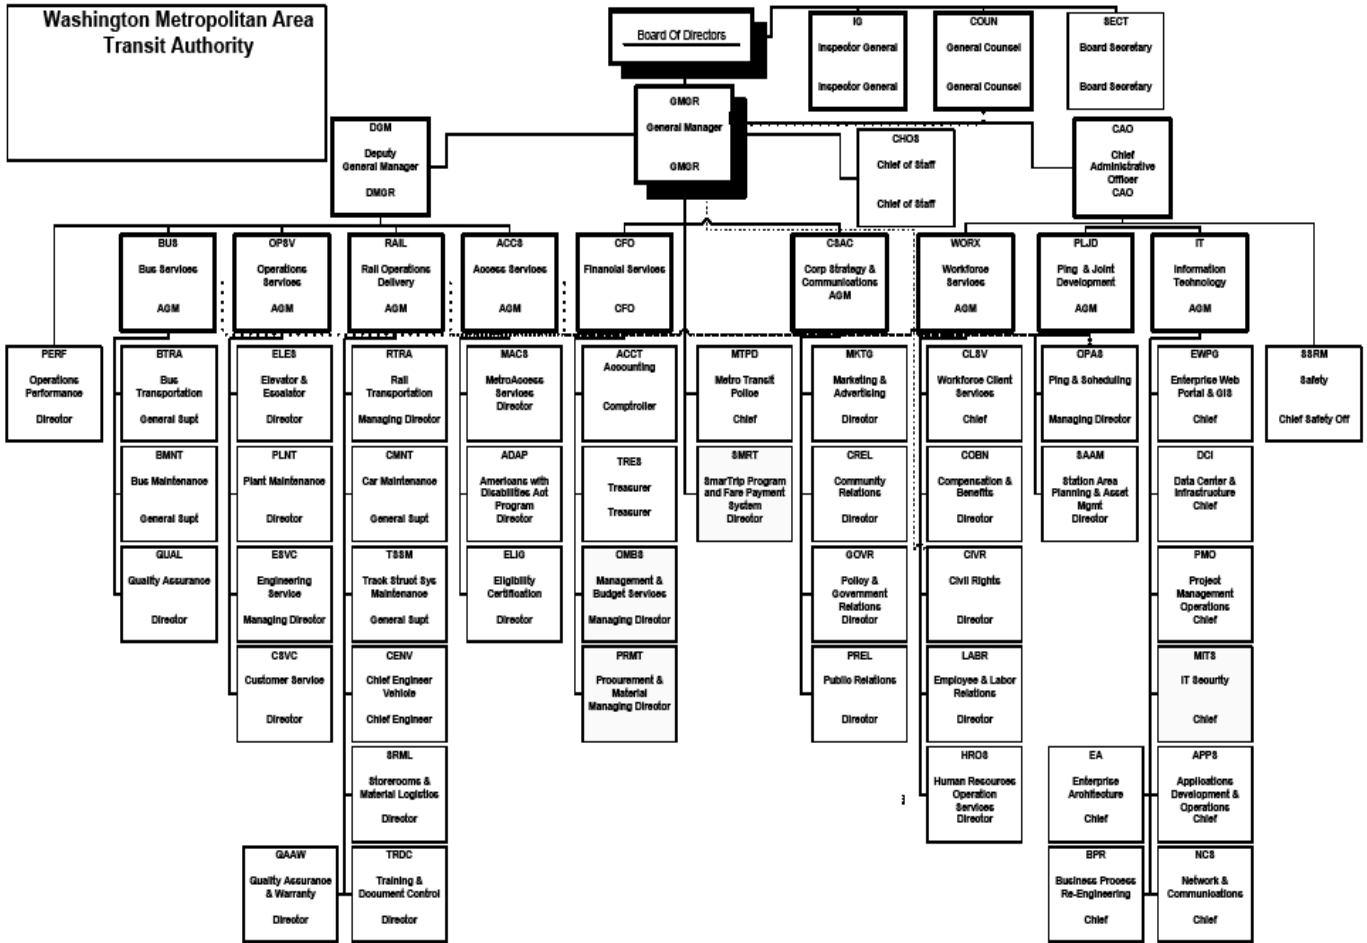 Washington Metropolitan Area
Transit Authority
Board Of Directors
IG
Inspector General
Inspector General
COUN
General Counsel
General Counsel
SECT
Board Secretary
Board Secretary
GMGR
General Manager
GMGR
DGM
Deputy
General Manager
DMGR
CHOS
Chief of Staff
Chief of Staff
CAO
Chief
Administrative
Officer
CAO
BUS
Bus Services
AGM
OPSV
Operations
Services
AGM
RAIL
Rail Operations
Delivery
AGM
ACCS
Access Services
AGM
CFO
Financial Services
CFO
CSAC
Corp Strategy &
Communications
AGM
WORX
Workforce
Services
AGM
PLJD
Plng & Joint
Development
AGM
IT
Information
Technology
AGM
PERF
Operations
Performance
Director
BTRA
Bus
Transportation
General Supt
ELES
Elevator &
Escalator
Director
RTRA
Rail
Transportation
Managing Director
MACS
MetroAccess
Services
Director
ACCT
Accounting
Comptroller
MTPD
Metro Transit
Police
Chief
MKTG
Marketing &
Advertising
Director
CLSV
Workforce Client
Services
Chief
OPAS
Plng & Scheduling
Managing Director
EWPG
Enterprise Web
Portal & GIS
Chief
SSRM
Safety
Chief Safety Off
BMNT
Bus Maintenance
General Supt
PLNT
Plant Maintenance
Director
CMNT
Car Maintenance
General Supt
ADAP
Americans with
Disabilities Act
Program
Director
TRES
Treasurer
Treasurer
SMRT
SmarTrip Program
and Fare Payment
System
Director
CREL
Community
Relations
Director
COBN
Compensation &
Benefits
Director
SAAM
Station Area
Planning & Asset
Mgmt
Director
DCI
Data Center &
Infrastructure
Chief
QUAL
Quality Assurance
Director
ESVC
Engineering
Service
Managing Director
TSSM
Track Struct Sys
Maintenance
General Supt
ELIG
Eligibility
Certification
Director
OMBS
Management &
Budget Services
Managing Director
GOVR
Policy &
Government
Relations
Director
CIVR
Civil Rights
Director
PMO
Project
Management
Operations
Chief
CSVC
Customer Service
Director
CENV
Chief Engineer
Vehicle
Chief Engineer
PRMT
Procurement &
Material
Managing Director
PREL
Public Relations
Director
LABR
Employee & Labor
Relations
Director
MITS
IT Security
Chief
SRML
Storerooms &
Material Logistics
Director
HROS
Human Resources
Operation
Services
Director
EA
Enterprise
Architecture
Chief
APPS
Applications
Development &
Operations
Chief
QAAW
Quality Assurance
& Warranty
Director
TRDC
Training &
Document Control
Director
BPR
Business Process
Re-Engineering
Chief
NCS
Network &
Communications
Chief